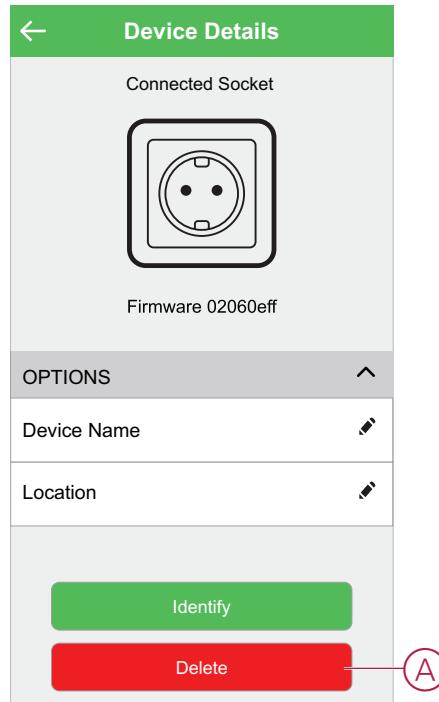 Device Details
Connected Socket
Firmware 02060eff
OPTIONS
Device Name
Location
Identify
Delete
A